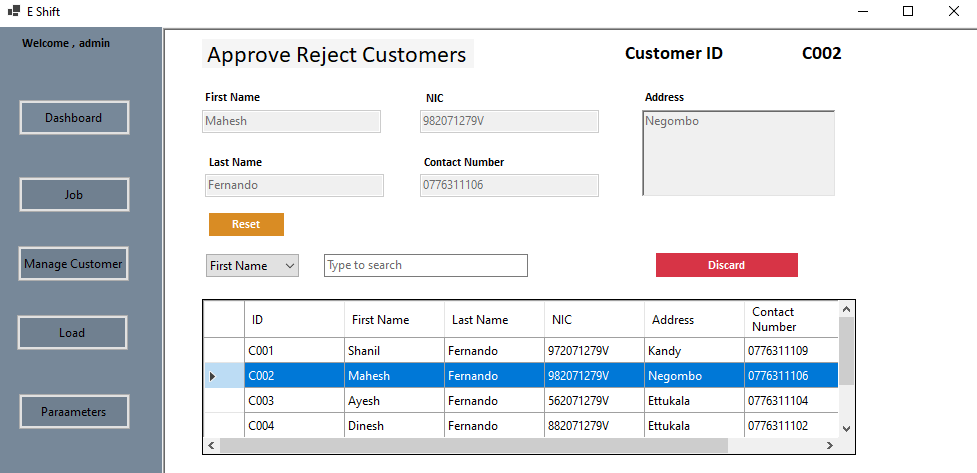 E Shift
Welcome , admin
Dashboard
Job
Manage Customer
Load
Paraameters
Approve Reject Customers
Customer ID C002
First Name NIC Address
Mahesh 982071279V Negombo
Last Name Contact Number
Fernando 0776311106
Reset
First Name Type to search Discard
ID First Name Last Name NIC Address Contact Number
C001 Shanil Fernando 972071279V Kandy 0776311109
C002 Mahesh Fernando 982071279V Negombo 0776311106
C003 Ayesh Fernando 562071279V Ettukala 0776311104
C004 Dinesh Fernando 882071279V Ettukala 0776311102